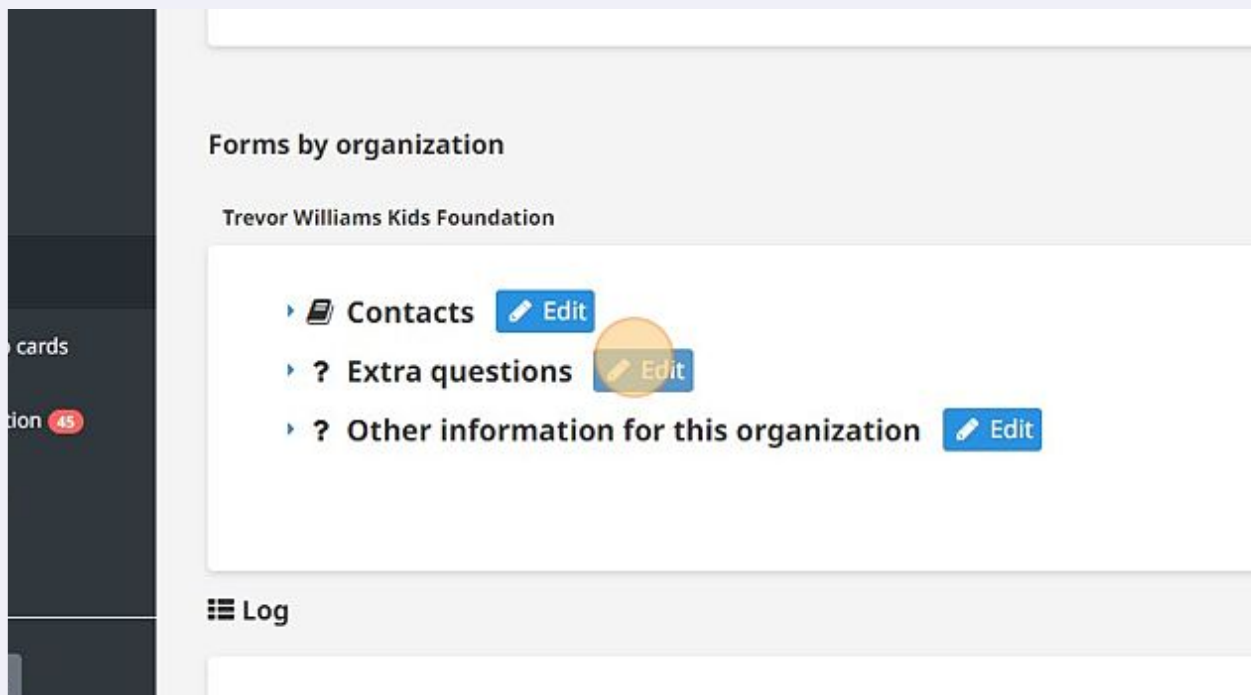 Forms by organization
Trevor Williams Kids Foundation
Contacts Edit
cards
? Extra questions Edit
tion 45
? Other information for this organization Edit
Log